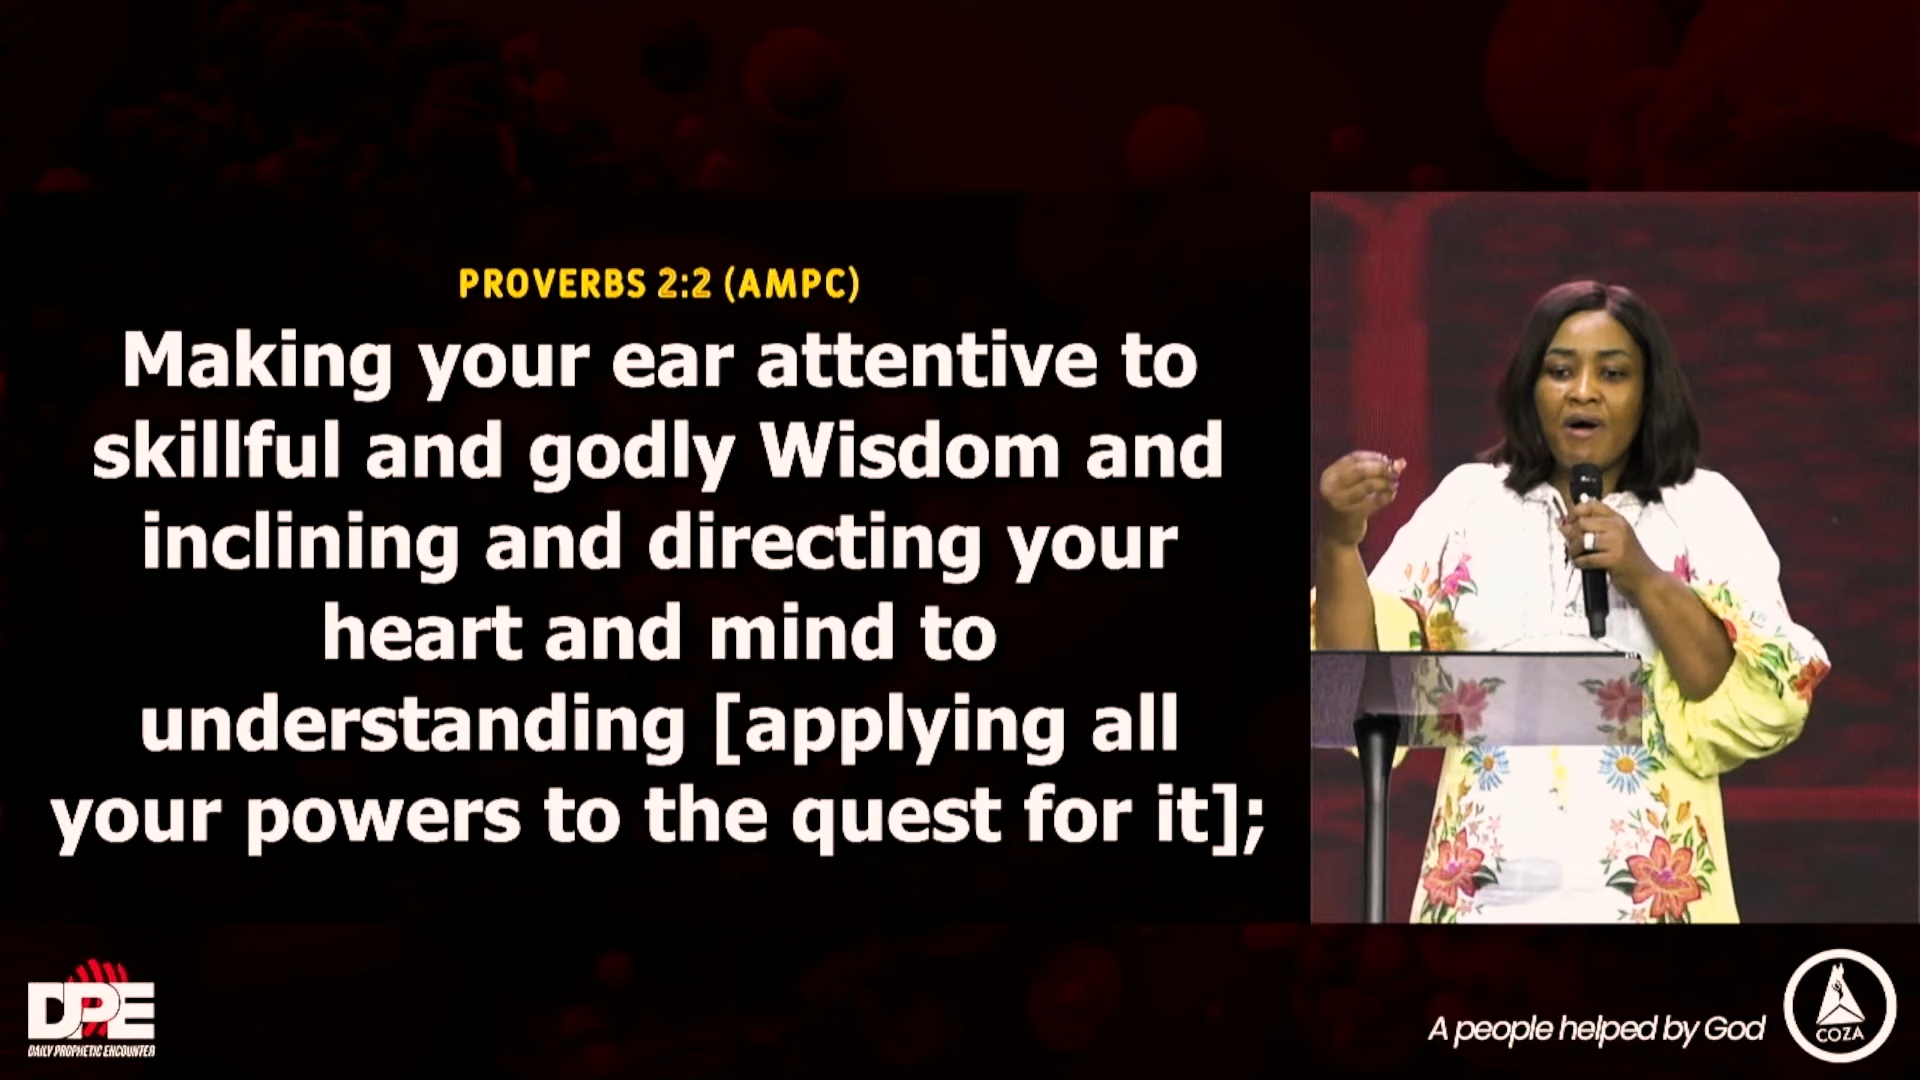 PROVERBS 2:2 (AMPC)
Making your ear attentive to
skillful and godly Wisdom and
inclining and directing your
heart and mind to
understanding [applying all
your powers to the quest for it];
DPE
DAILY PROPHETIC ENCOUNTER
A people helped by God
COZA